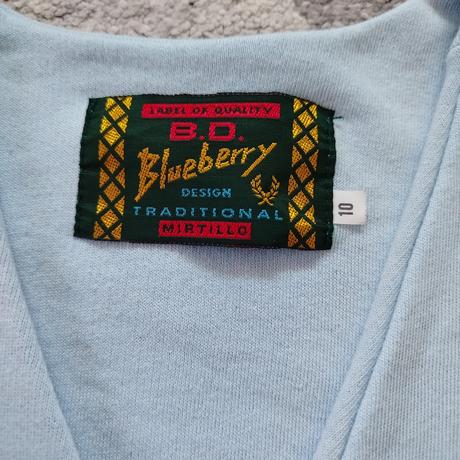 LABEL OF QUALITY
B.D.
Blueberry
DESIGN
TRADITIONAL
MIRTILLO
10